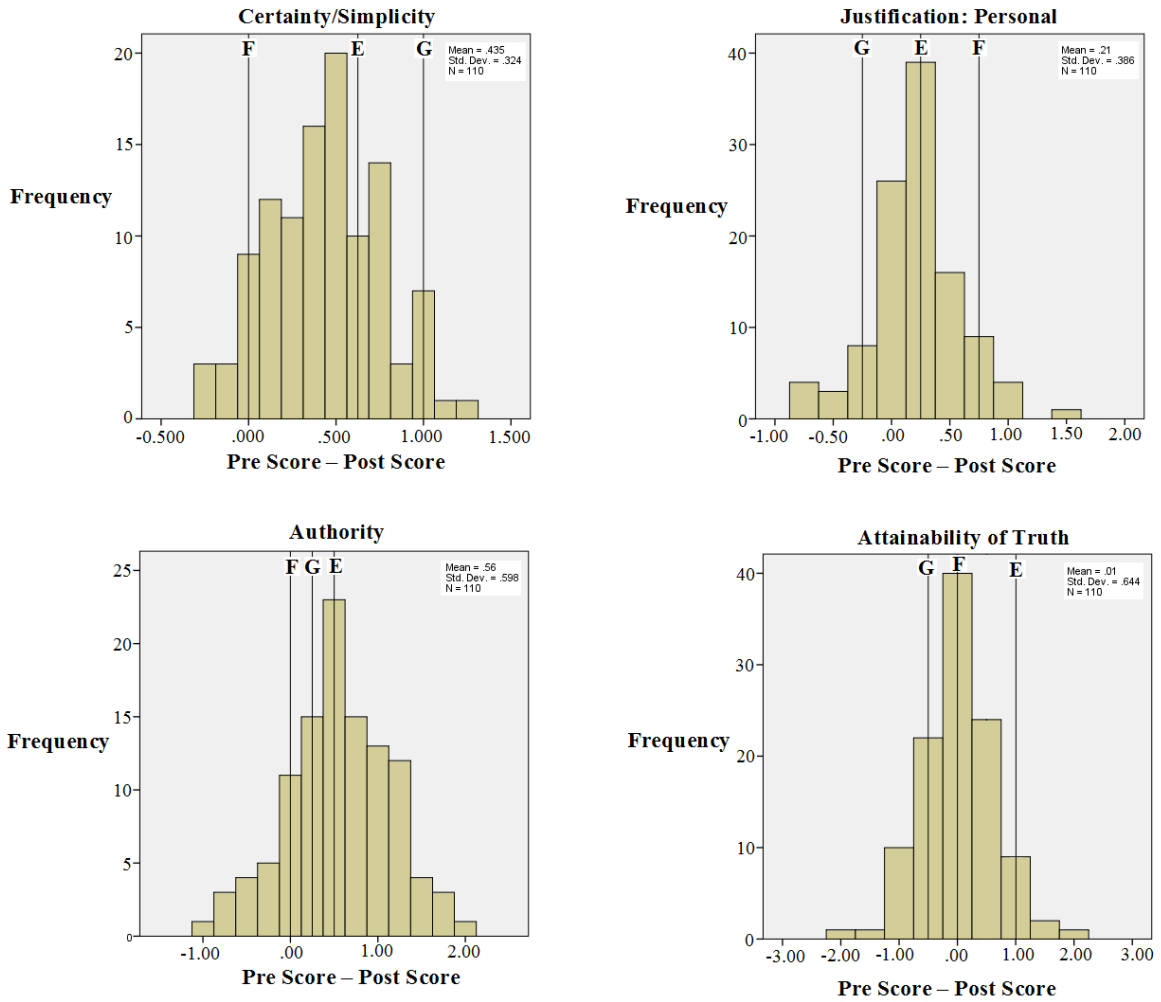 Certainty/Simplicity
F E G
Mean = .435
Std. Dev. = .324
N = 110
20
15
Frequency
10
5
0
-0.500 .000 .500 1.000 1.500
Pre Score – Post Score
Justification: Personal
G E F
Mean = .21
Std. Dev. = .386
N = 110
40
30
Frequency
20
10
0
-1.00 -0.50 .00 .50 1.00 1.50 2.00
Pre Score – Post Score
Authority
F G E
Mean = .56
Std. Dev. = .598
N = 110
25
20
15
Frequency
10
5
0
-1.00 .00 1.00 2.00
Pre Score – Post Score
Attainability of Truth
G F E
Mean = .01
Std. Dev. = .644
N = 110
40
30
Frequency
20
10
0
-3.00 -2.00 -1.00 .00 1.00 2.00 3.00
Pre Score – Post Score